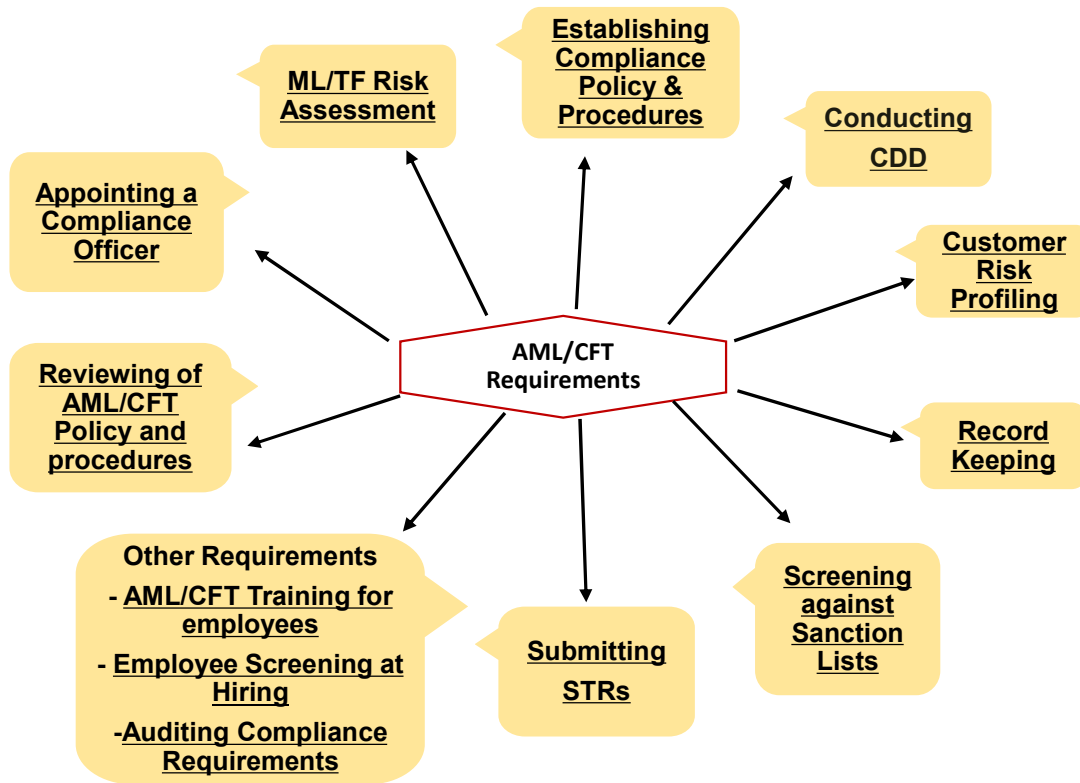 Establishing
Compliance
Policy &
Procedures
ML/TF Risk
Assessment
Conducting
CDD
Appointing a
Compliance
Officer
Customer
Risk
Profiling
AML/CFT
Requirements
Reviewing of
AML/CFT
Policy and
procedures
Record
Keeping
Other Requirements
- AML/CFT Training for
employees
- Employee Screening at
Hiring
-Auditing Compliance
Requirements
Submitting
STRs
Screening
against
Sanction
Lists